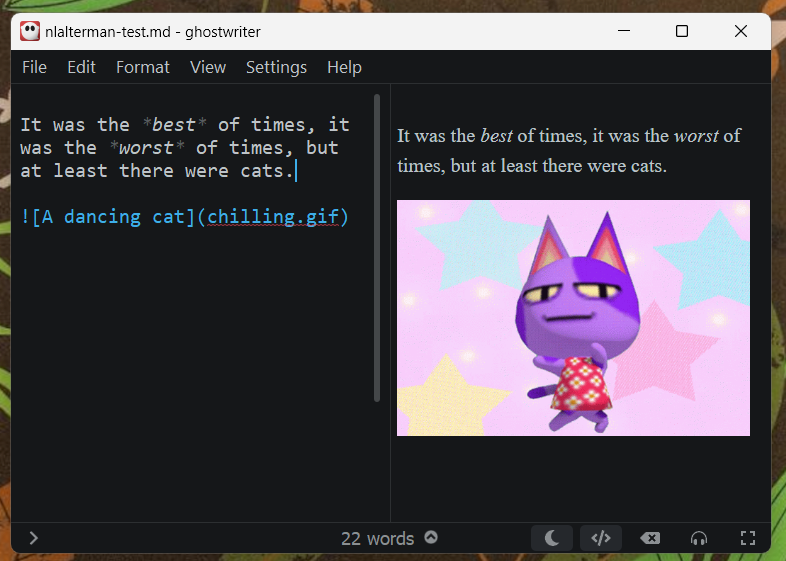 nlalterman-test.md - ghostwriter
File Edit Format View Settings Help
It was the *best* of times, it
was the *worst* of times, but
at least there were cats.
![A dancing cat](chilling.gif)
It was the best of times, it was the worst of
times, but at least there were cats.
22 words